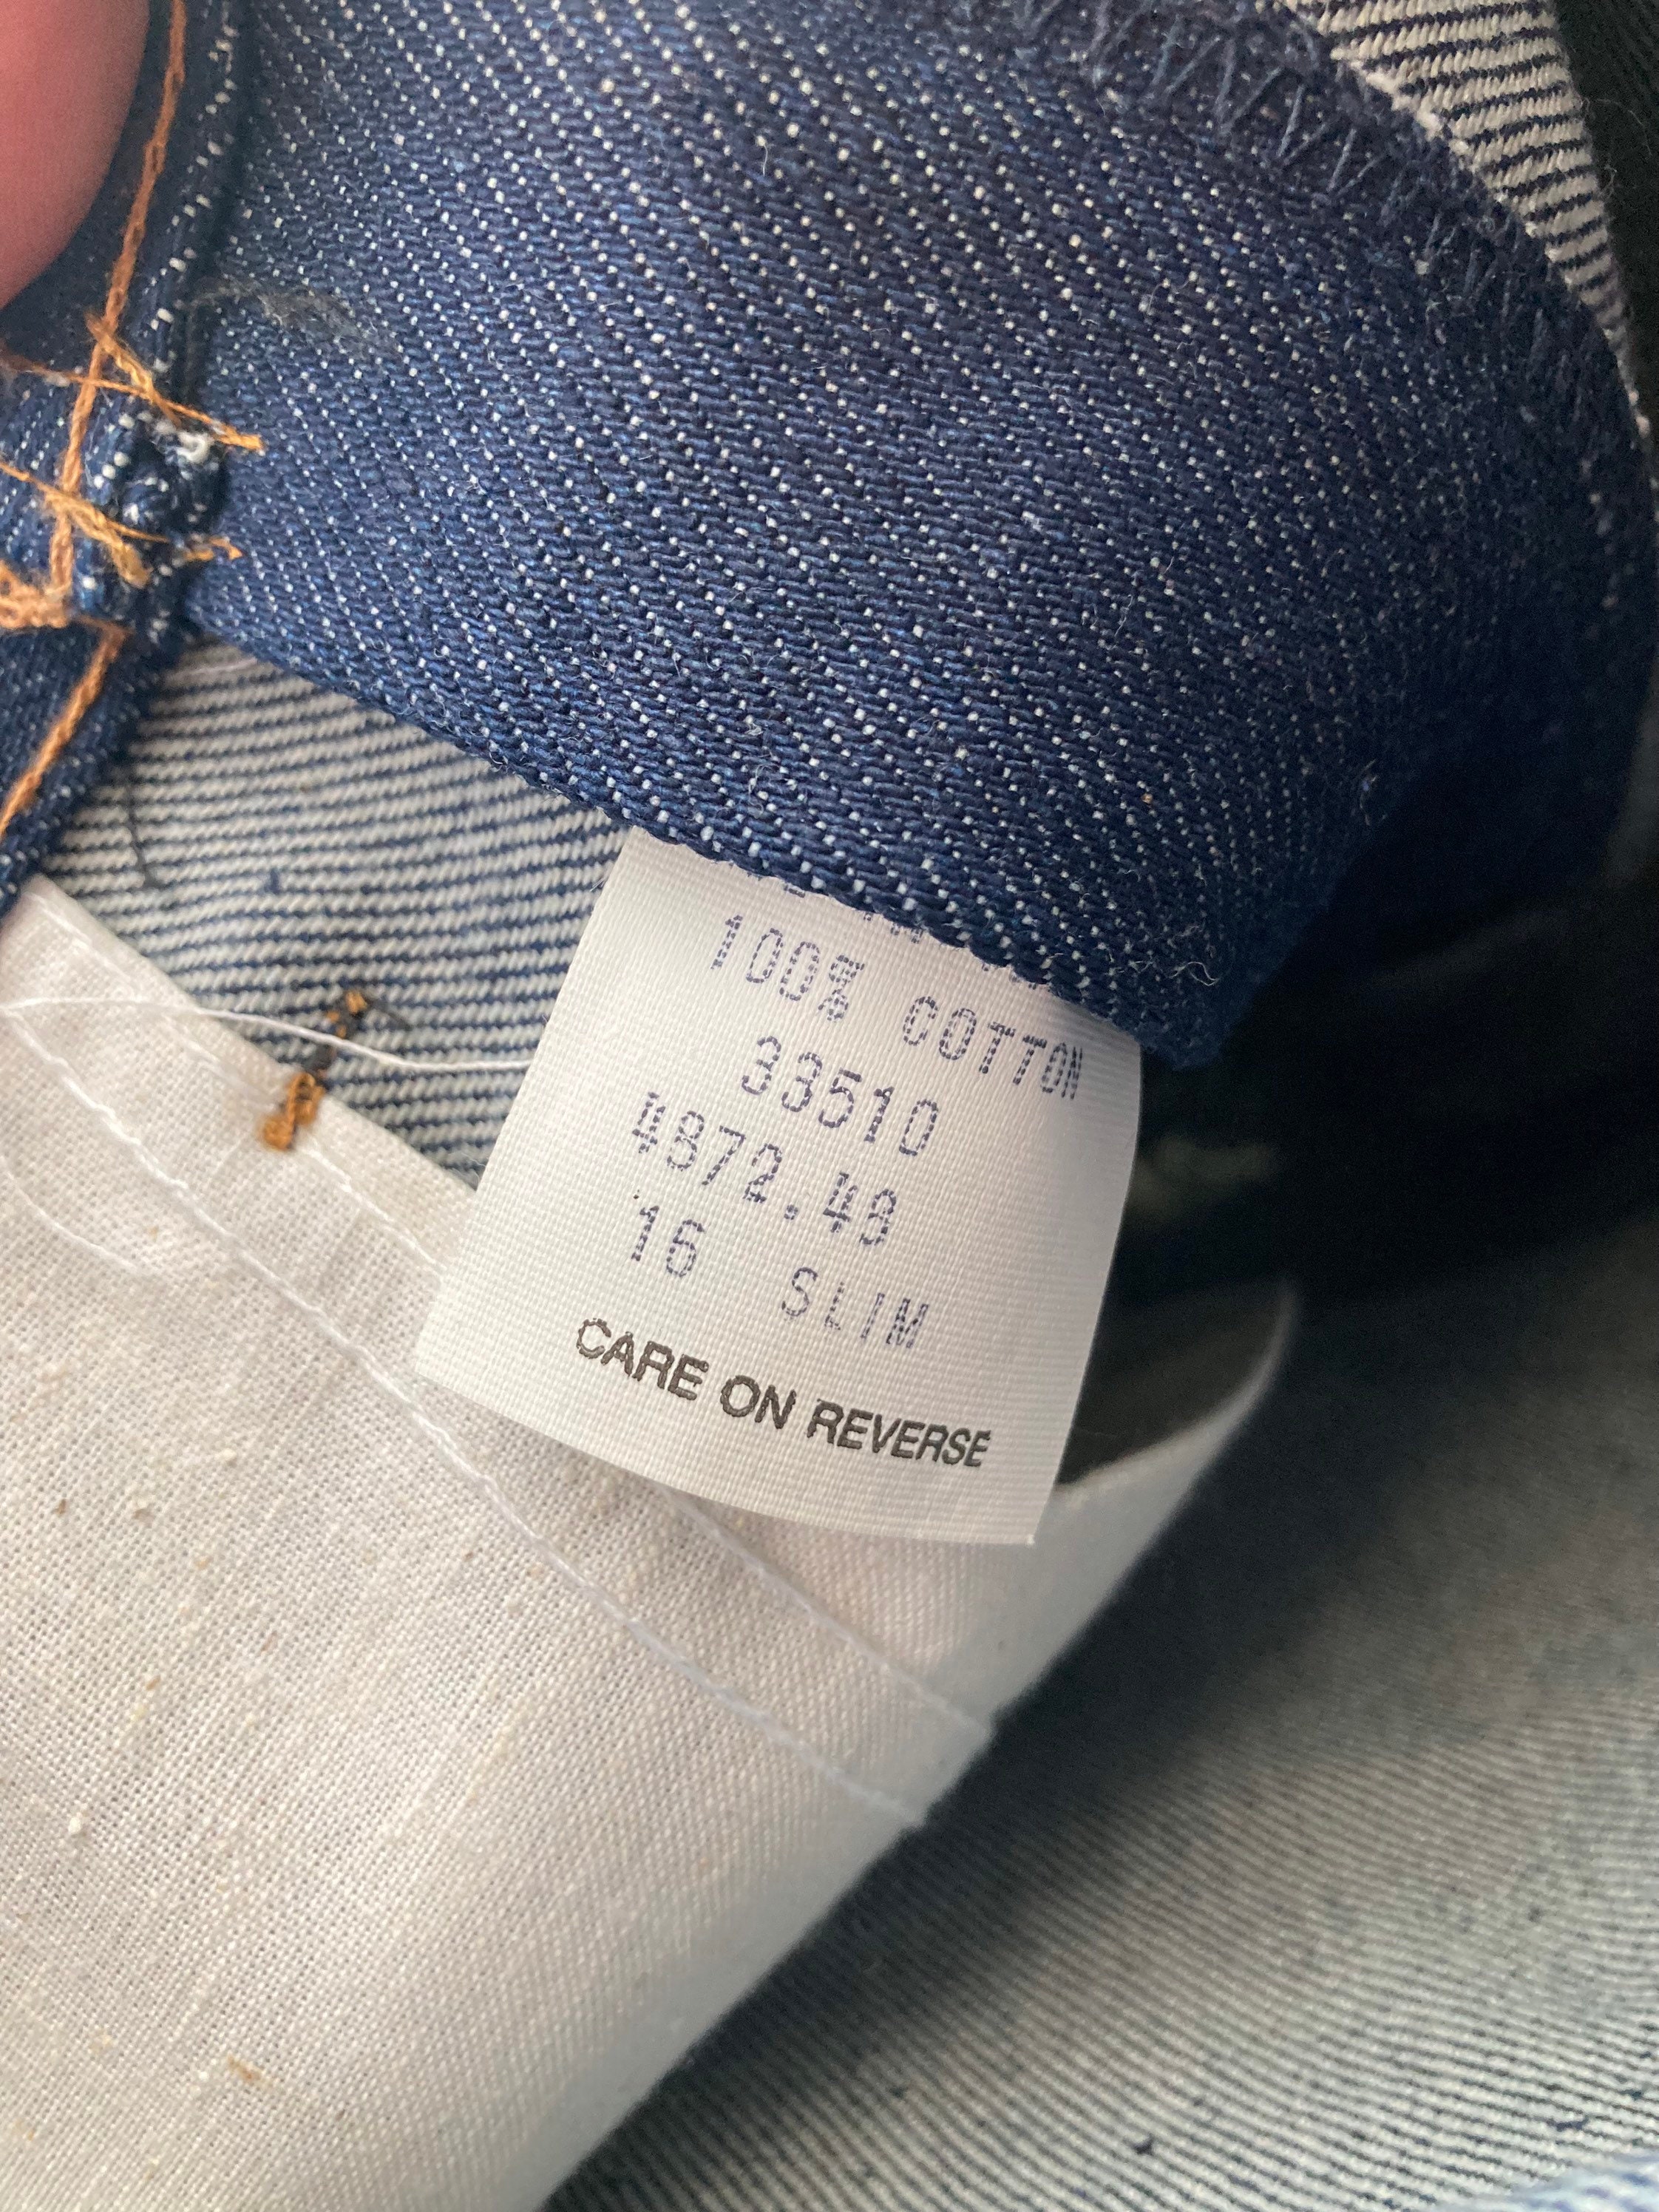 100% COTTON
33510
4872.49
16 SLIM
CARE ON REVERSE